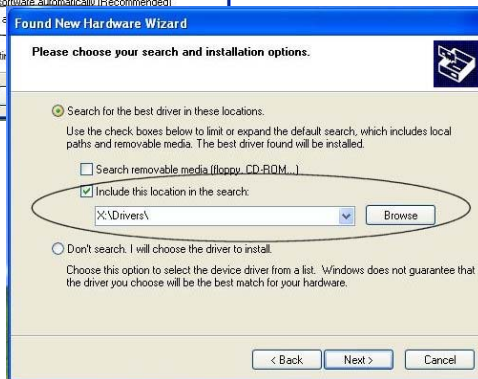 software automatically (Recommended)
Found New Hardware Wizard
Please choose your search and installation options.
Search for the best driver in these locations.
Use the check boxes below to limit or expand the default search, which includes local
paths and removable media. The best driver found will be installed.
Search removable media (floppy, CD-ROM...)
Include this location in the search:
X:\Drivers\
Browse
Don't search. I will choose the driver to install.
Choose this option to select the device driver from a list. Windows does not guarantee that
the driver you choose will be the best match for your hardware.
< Back
Next >
Cancel